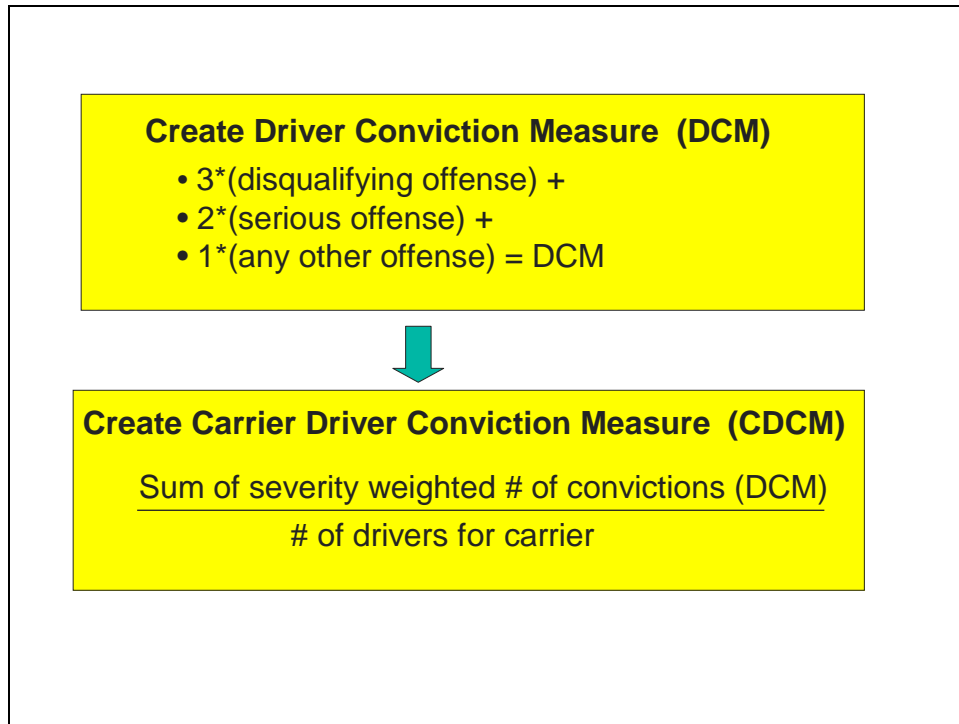 Create Driver Conviction Measure (DCM)
• 3*(disqualifying offense) +
• 2*(serious offense) +
• 1*(any other offense) = DCM
Create Carrier Driver Conviction Measure (CDCM)
Sum of severity weighted # of convictions (DCM)
# of drivers for carrier